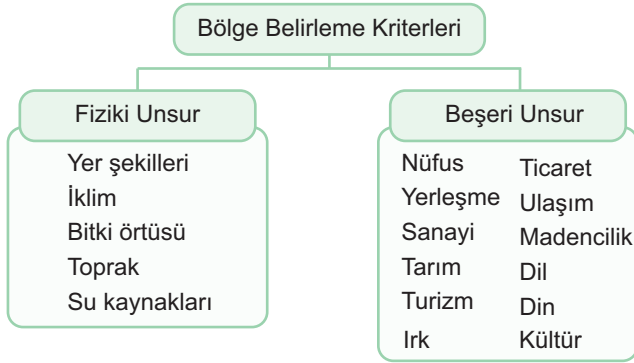 Bölge Belirleme Kriterleri
Fiziki Unsur
Yer şekilleri
İklim
Bitki örtüsü
Toprak
Su kaynakları
Beşeri Unsur
Nüfus
Yerleşme
Sanayi
Tarım
Turizm
Irk
Ticaret
Ulaşım
Madencilik
Dil
Din
Kültür